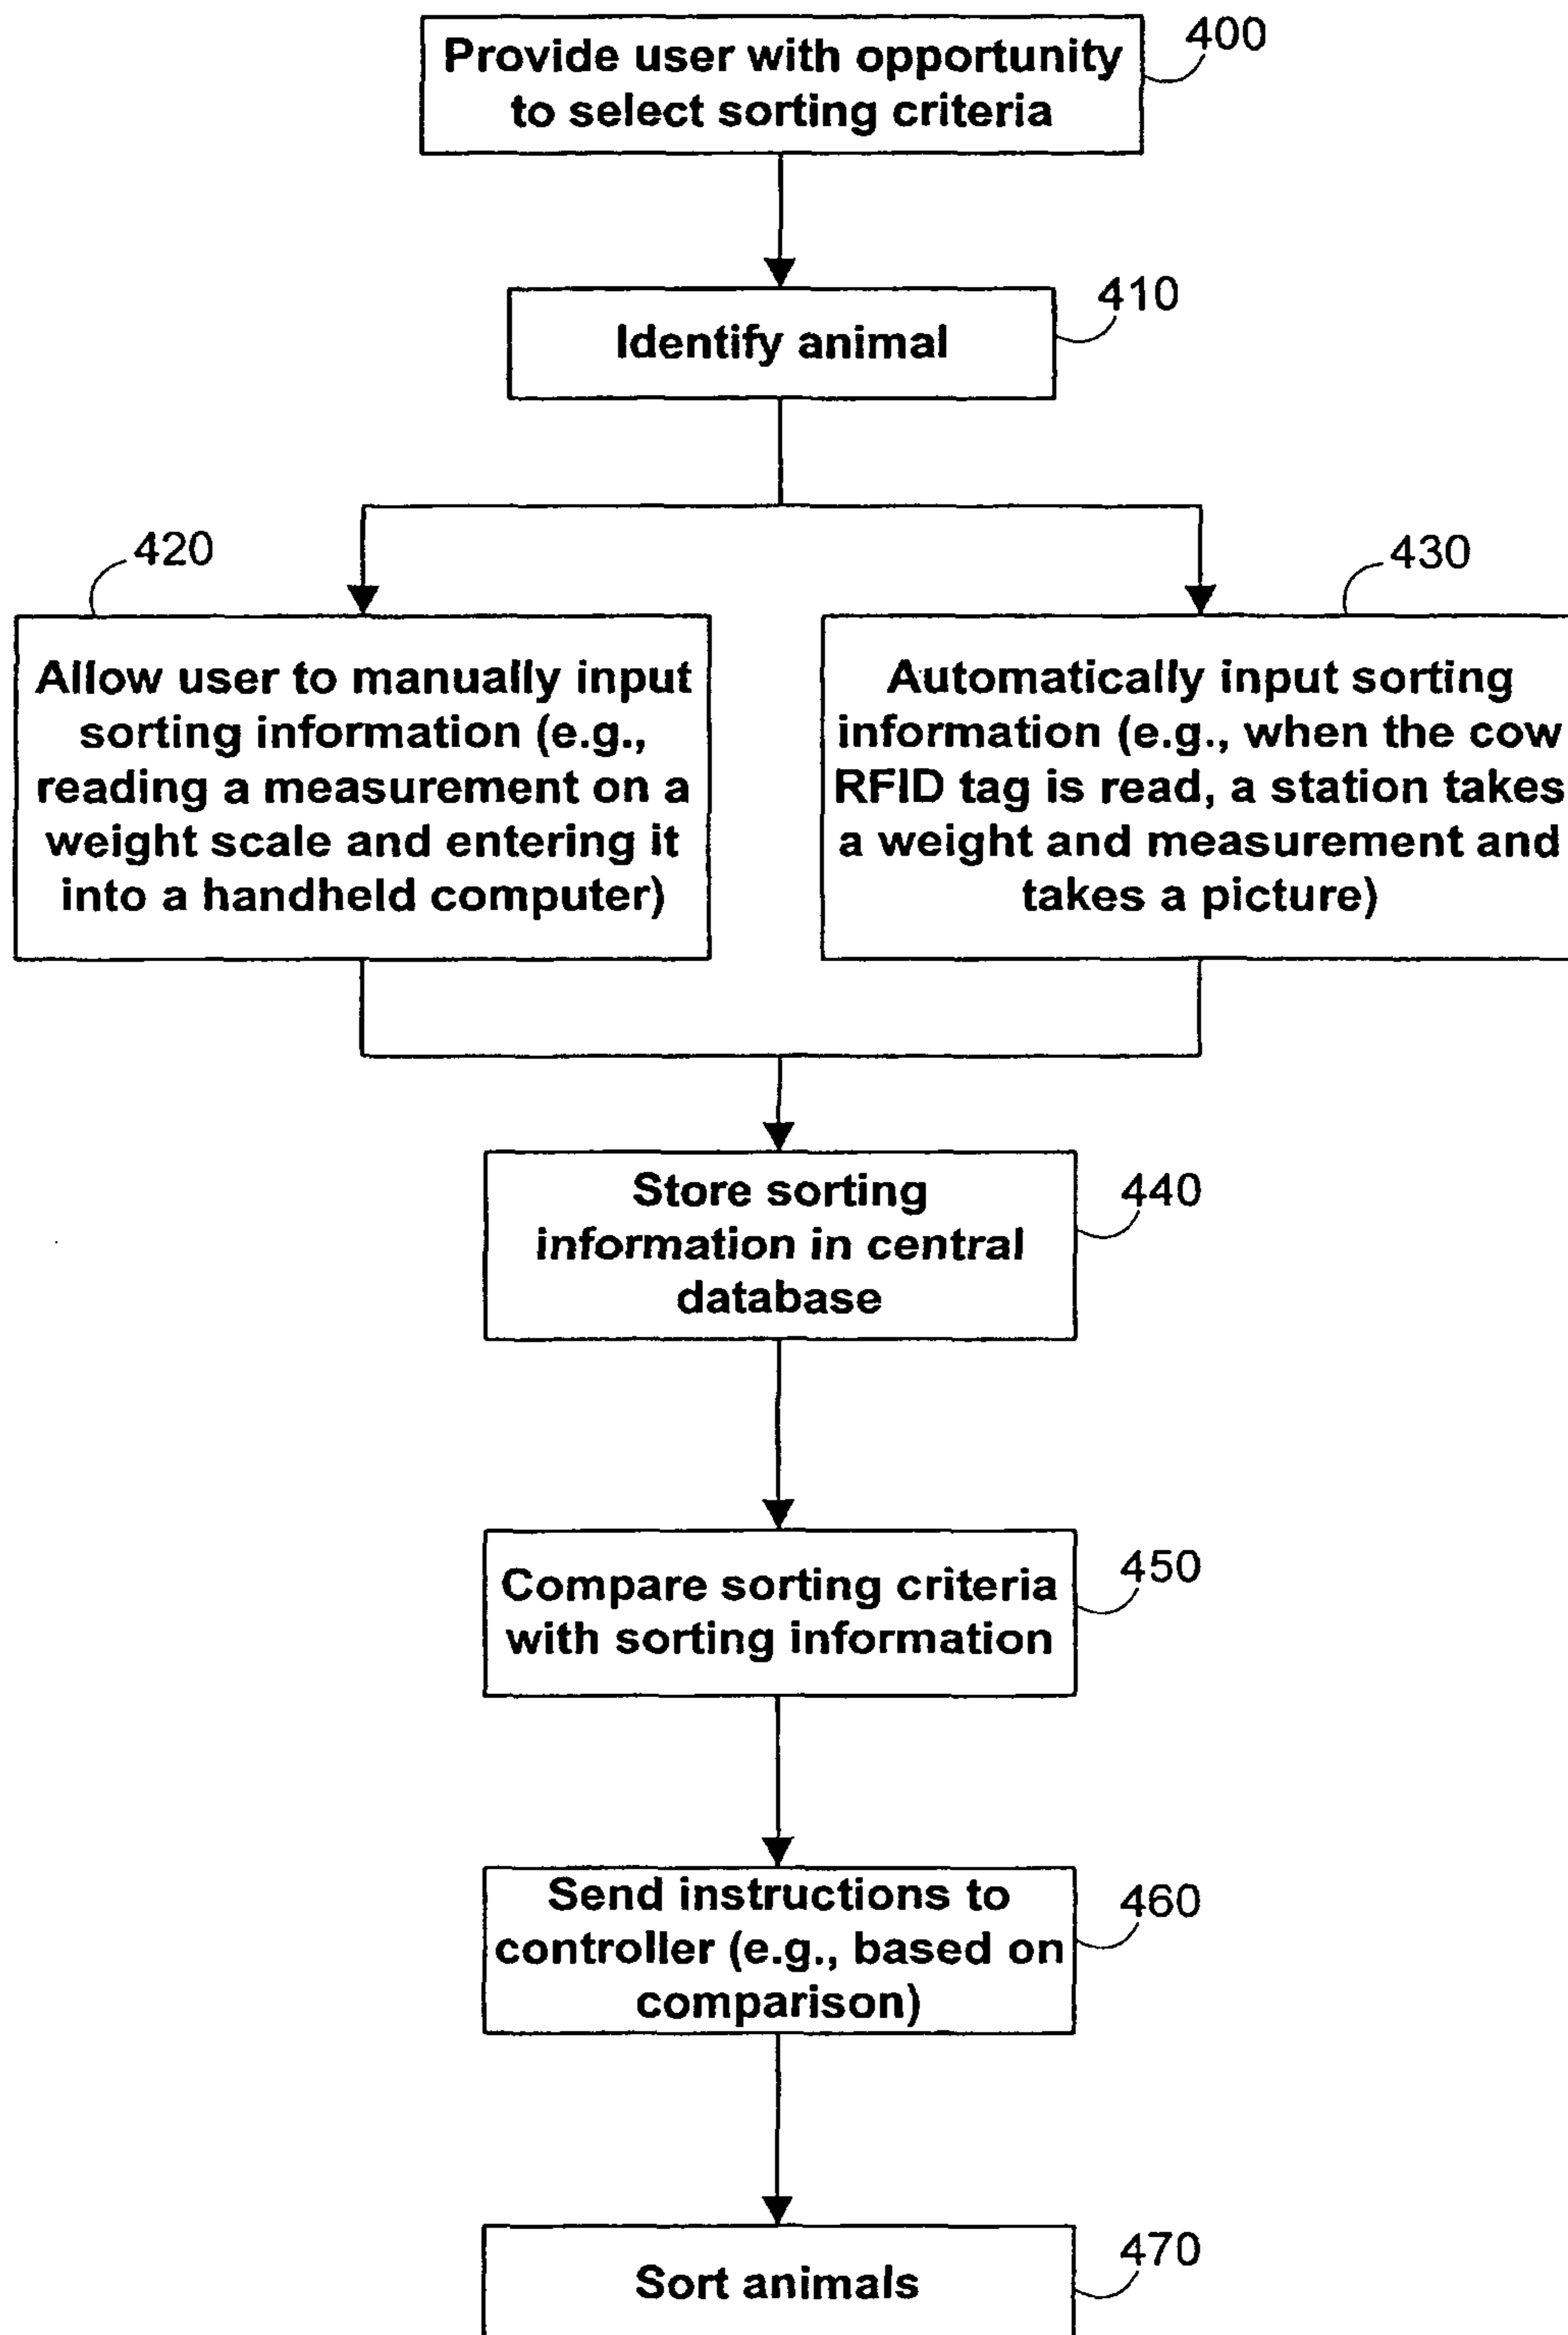 Provide user with opportunity
to select sorting criteria
400
Identify animal
410
420
Allow user to manually input
sorting information (e.g.,
reading a measurement on a
weight scale and entering it
into a handheld computer)
430
Automatically input sorting
information (e.g., when the cow
RFID tag is read, a station takes
a weight and measurement and
takes a picture)
Store sorting
information in central
database
440
Compare sorting criteria
with sorting information
450
Send instructions to
controller (e.g., based on
comparison)
460
Sort animals
470